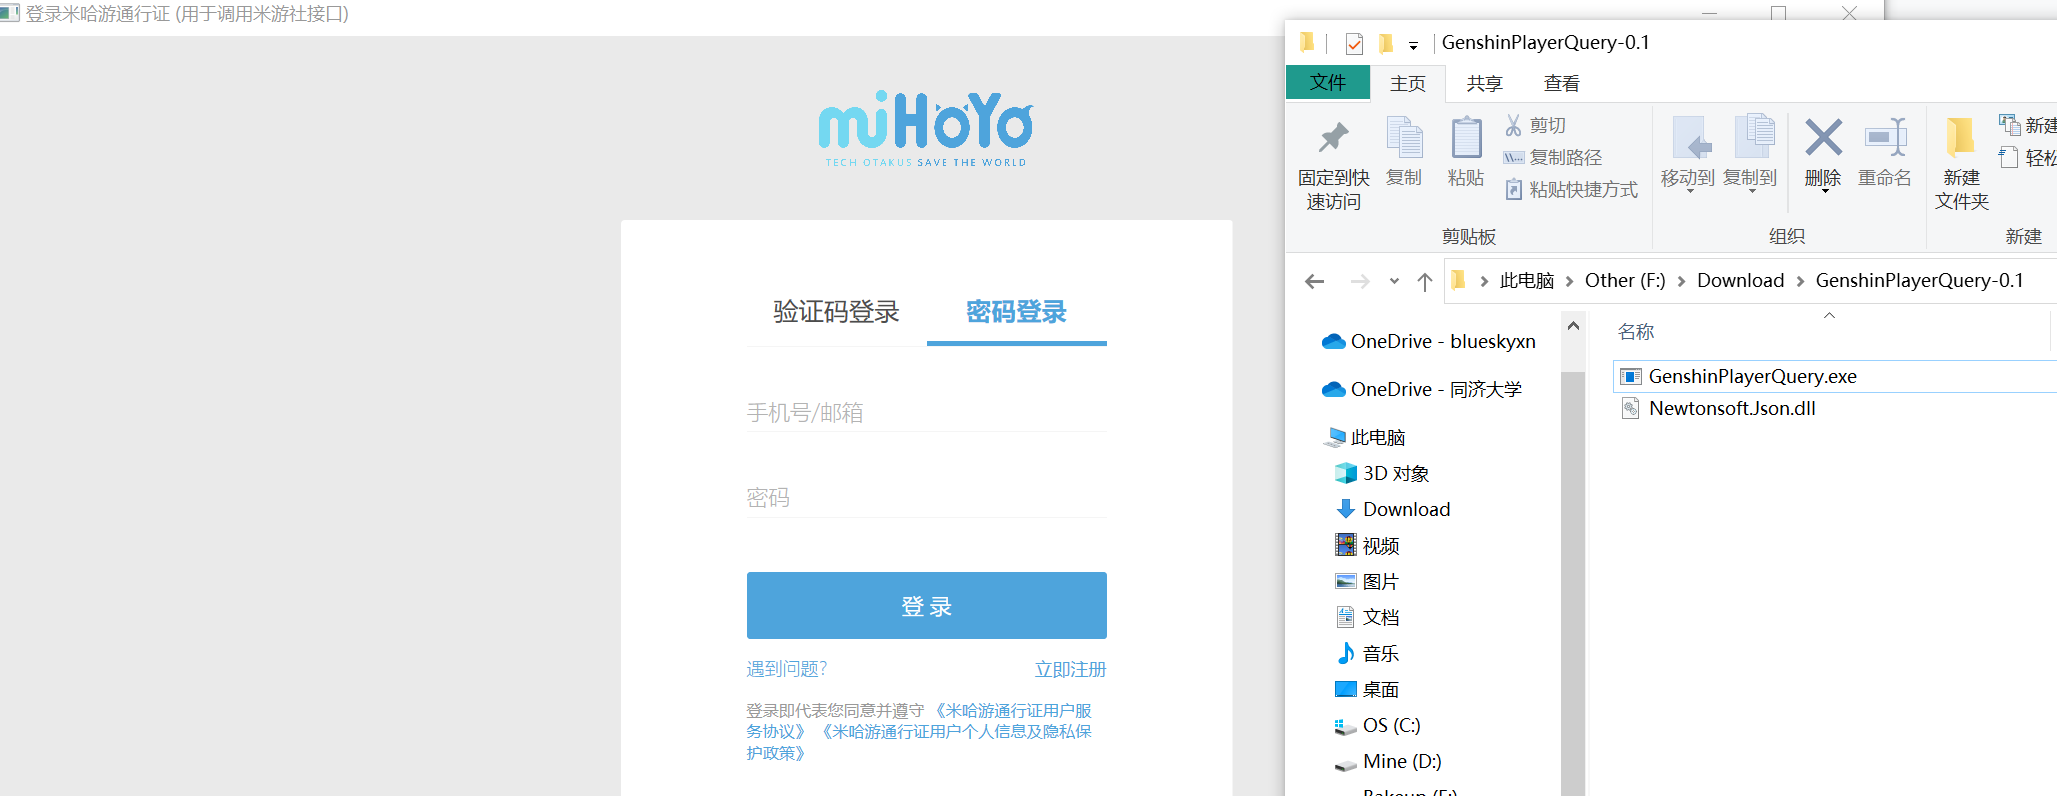 登录米哈游通行证 (用于调用米游社接口)
miHoYo
TECH OTAKUS SAVE THE WORLD
验证码登录
密码登录
手机号/邮箱
密码
登录
遇到问题?
立即注册
登录即代表您同意并遵守 《米哈游通行证用户服
务协议》 《米哈游通行证用户个人信息及隐私保
护政策》
GenshinPlayerQuery-0.1
文件
主页
共享
查看
固定到快
速访问
复制
粘贴
剪切
复制路径
粘贴快捷方式
剪贴板
移动到
复制到
删除
重命名
组织
新建
文件夹
新建
轻松
新建
此电脑
Other (F:)
Download
GenshinPlayerQuery-0.1
OneDrive - blueskyxn
OneDrive - 同济大学
此电脑
3D 对象
Download
视频
图片
文档
音乐
桌面
OS (C:)
Mine (D:)
名称
GenshinPlayerQuery.exe
Newtonsoft.Json.dll